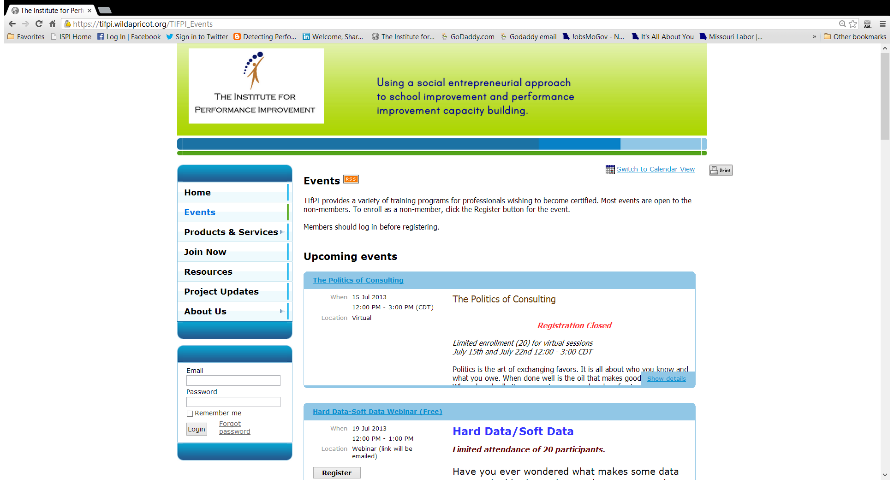 The Institute for Perf
https://tifpi.wildapricot.org/TIFPI_Events
Favorites ISPI Home Log In | Facebook Sign in to Twitter Detecting Perfo... Welcome, Shar... The Institute for... GoDaddy.com GoDaddy email JobsMoGov - N... It's All About You Missouri Labor |... » Other bookmarks
THE INSTITUTE FOR
PERFORMANCE IMPROVEMENT
Using a social entrepreneurial approach
to school improvement and performance
improvement capacity building.
Switch to Calendar View Print
Home
Events
Products & Services
Join Now
Resources
Project Updates
About Us
Email
Password
Remember me
Login
Forgot
password
Events
TIfPI provides a variety of training programs for professionals wishing to become certified. Most events are open to the
non-members. To enroll as a non-member, click the Register button for the event.
Members should log in before registering.
Upcoming events
The Politics of Consulting
When 15 Jul 2013
12:00 PM - 3:00 PM (CDT)
Location Virtual
The Politics of Consulting
Registration Closed
Limited enrollment (20) for virtual sessions
July 15th and July 22nd 12:00 3:00 CDT
Politics is the art of exchanging favors. It is all about who you know and
what you owe. When done well is the oil that makes good
Show details
Hard Data-Soft Data Webinar (Free)
When 19 Jul 2013
12:00 PM - 1:00 PM
Location Webinar (link will be
emailed)
Register
Hard Data/Soft Data
Limited attendance of 20 participants.
Have you ever wondered what makes some data